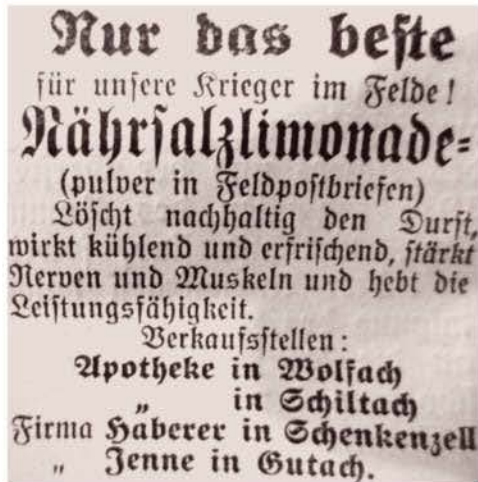 Nur das beſte
für unſere Krieger im Felde!
Nährſalzlimonade-
(pulver in Feldpoſtbriefen)
Löſcht nachhaltig den Durſt,
wirkt kühlend und erfriſchend, ſtärkt
Nerven und Muskeln und hebt die
Leiſtungsfähigkeit.
Verkaufsſtellen:
Apotheke in Wolfach
„ in Schiltach
Firma Haberer in Schenkenzell
„ Jenne in Gutach.